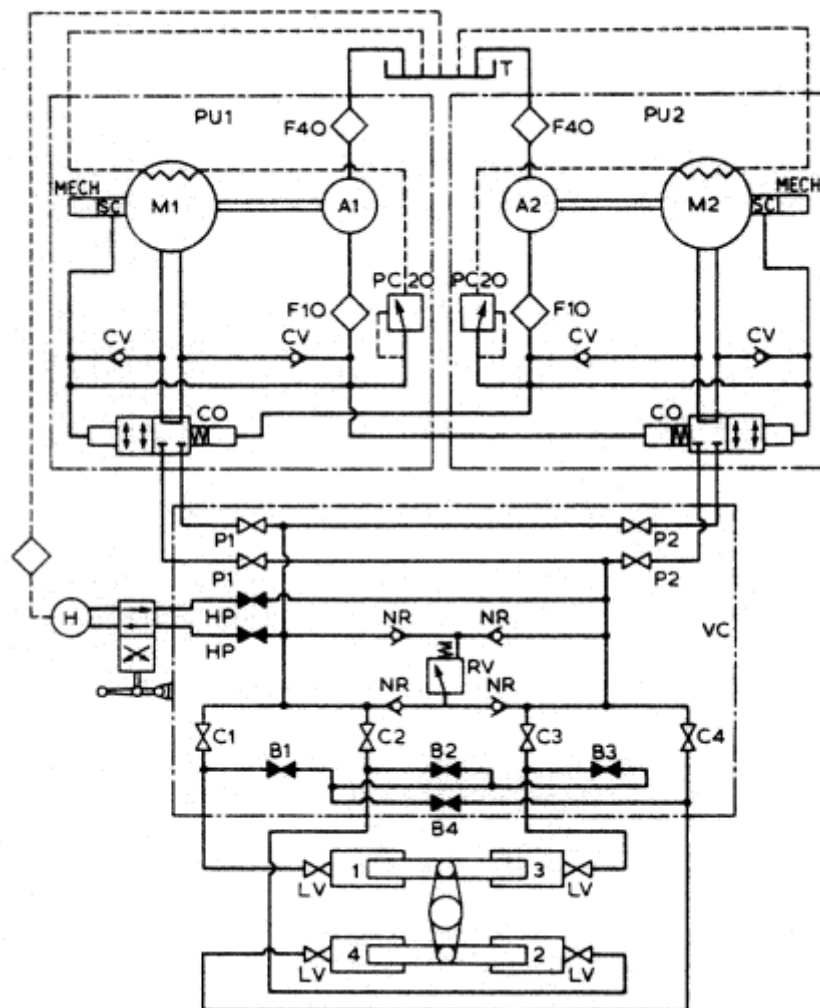 T
PU1 PU2
F40 F40
MECH MECH
SC M1 A1 A2 M2 SC
PC20 PC20
F10 F10
CV CV CV CV
CO CO
P1 P2
P1 P2
HP NR NR VC
H
HP
RV
NR NR
C1 C2 C3 C4
B1 B2 B3
B4
1 3
LV LV
4 2
LV LV